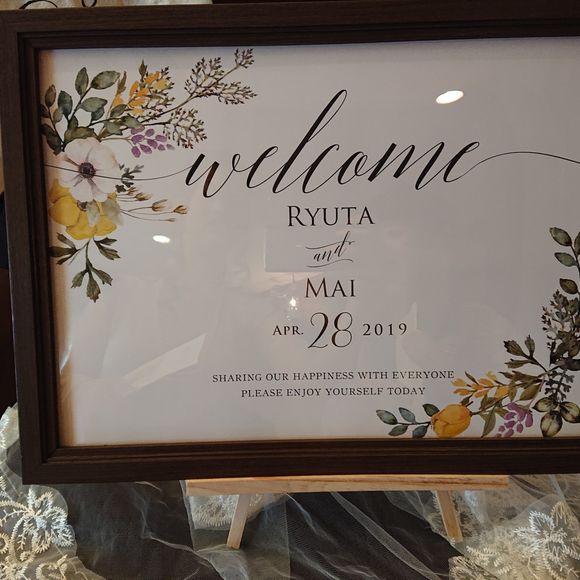 welcome
RYUTA
and
MAI
APR. 28 2019
SHARING OUR HAPPINESS WITH EVERYONE
PLEASE ENJOY YOURSELF TODAY